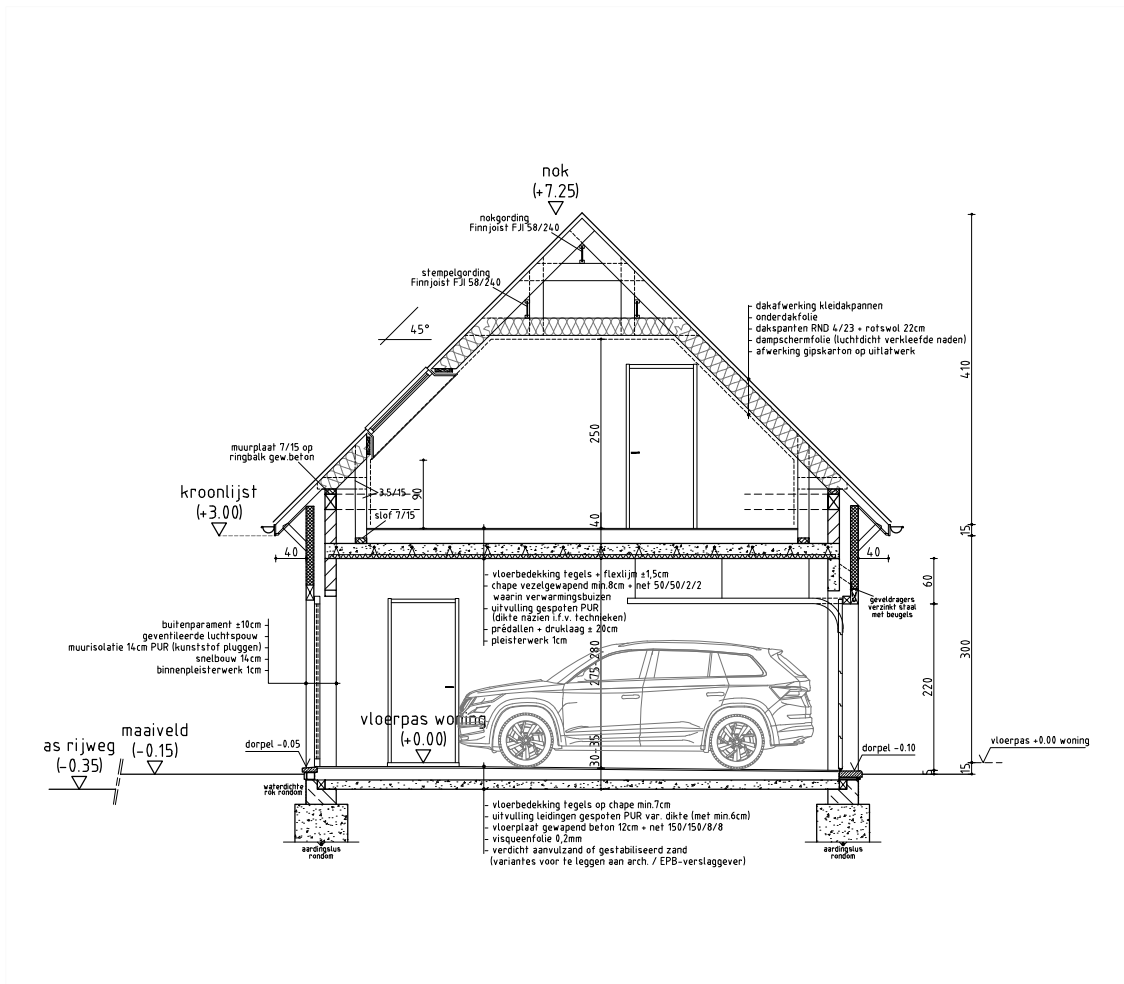 nok
(+7.25)
nokgording
Finnjoist FJI 58/240
stempelgording
Finnjoist FJI 58/240
45°
dakafwerking kleidakpannen
onderdakfolie
dakspanten RND 4/23 + rotswol 22cm
dampschermfolie (luchtdicht verkleefde naden)
afwerking gipskarton op uitlatwerk
410
250
muurplaat 7/15 op
ringbalk gew.beton
kroonlijst
(+3.00)
3.5/15
90
slof 7/15
40
15
40
40
60
vloerbedekking tegels + flexlijm ±1,5cm
chape vezelgewapend min.8cm + net 50/50/2/2
waarin verwarmingsbuizen
uitvulling gespoten PUR
(dikte nazien i.f.v. technieken)
prédallen + druklaag ± 20cm
pleisterwerk 1cm
geveldragers
verzinkt staal
met beugels
buitenparament ±10cm
geventileerde luchtspouw
muurisolatie 14cm PUR (kunststof pluggen)
snelbouw 14cm
binnenpleisterwerk 1cm
275 280
300
220
vloerpas woning
(+0.00)
maaiveld
(-0.15)
as rijweg
(-0.35)
dorpel -0.05
30-35
dorpel -0.10
vloerpas +0.00 woning
5
15
waterdichte
rok rondom
vloerbedekking tegels op chape min.7cm
uitvulling leidingen gespoten PUR var. dikte (met min.6cm)
vloerplaat gewapend beton 12cm + net 150/150/8/8
visqueenfolie 0,2mm
verdicht aanvulzand of gestabiliseerd zand
(variantes voor te leggen aan arch. / EPB-verslaggever)
aardingslus
rondom
aardingslus
rondom